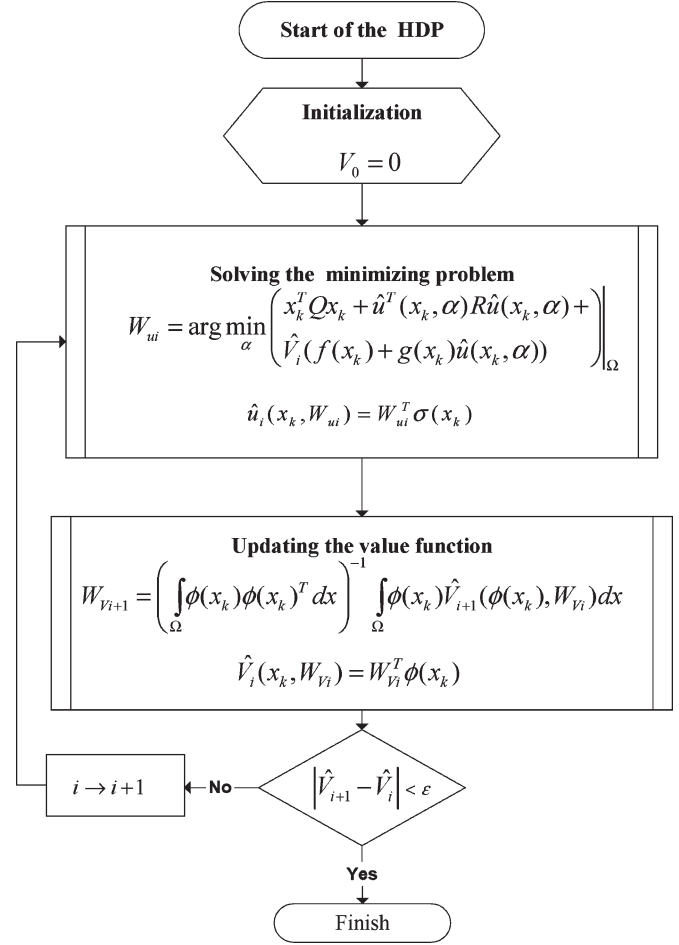 Start of the HDP
Initialization
V₀ = 0
Solving the minimizing problem
W_{ui} = arg min_α ( x_k^T Q x_k + û^T(x_k, α) R û(x_k, α) +
V̂_i(f(x_k) + g(x_k) û(x_k, α)) ) |_Ω
û_i(x_k, W_{ui}) = W_{ui}^T σ(x_k)
Updating the value function
W_{Vi+1} = ( ∫_Ω ϕ(x_k) ϕ(x_k)^T dx )^{-1} ∫_Ω ϕ(x_k) V̂_{i+1}(ϕ(x_k), W_{Vi}) dx
V̂_i(x_k, W_{Vi}) = W_{Vi}^T ϕ(x_k)
i → i+1
No
|V̂_{i+1} − V̂_i| < ε
Yes
Finish